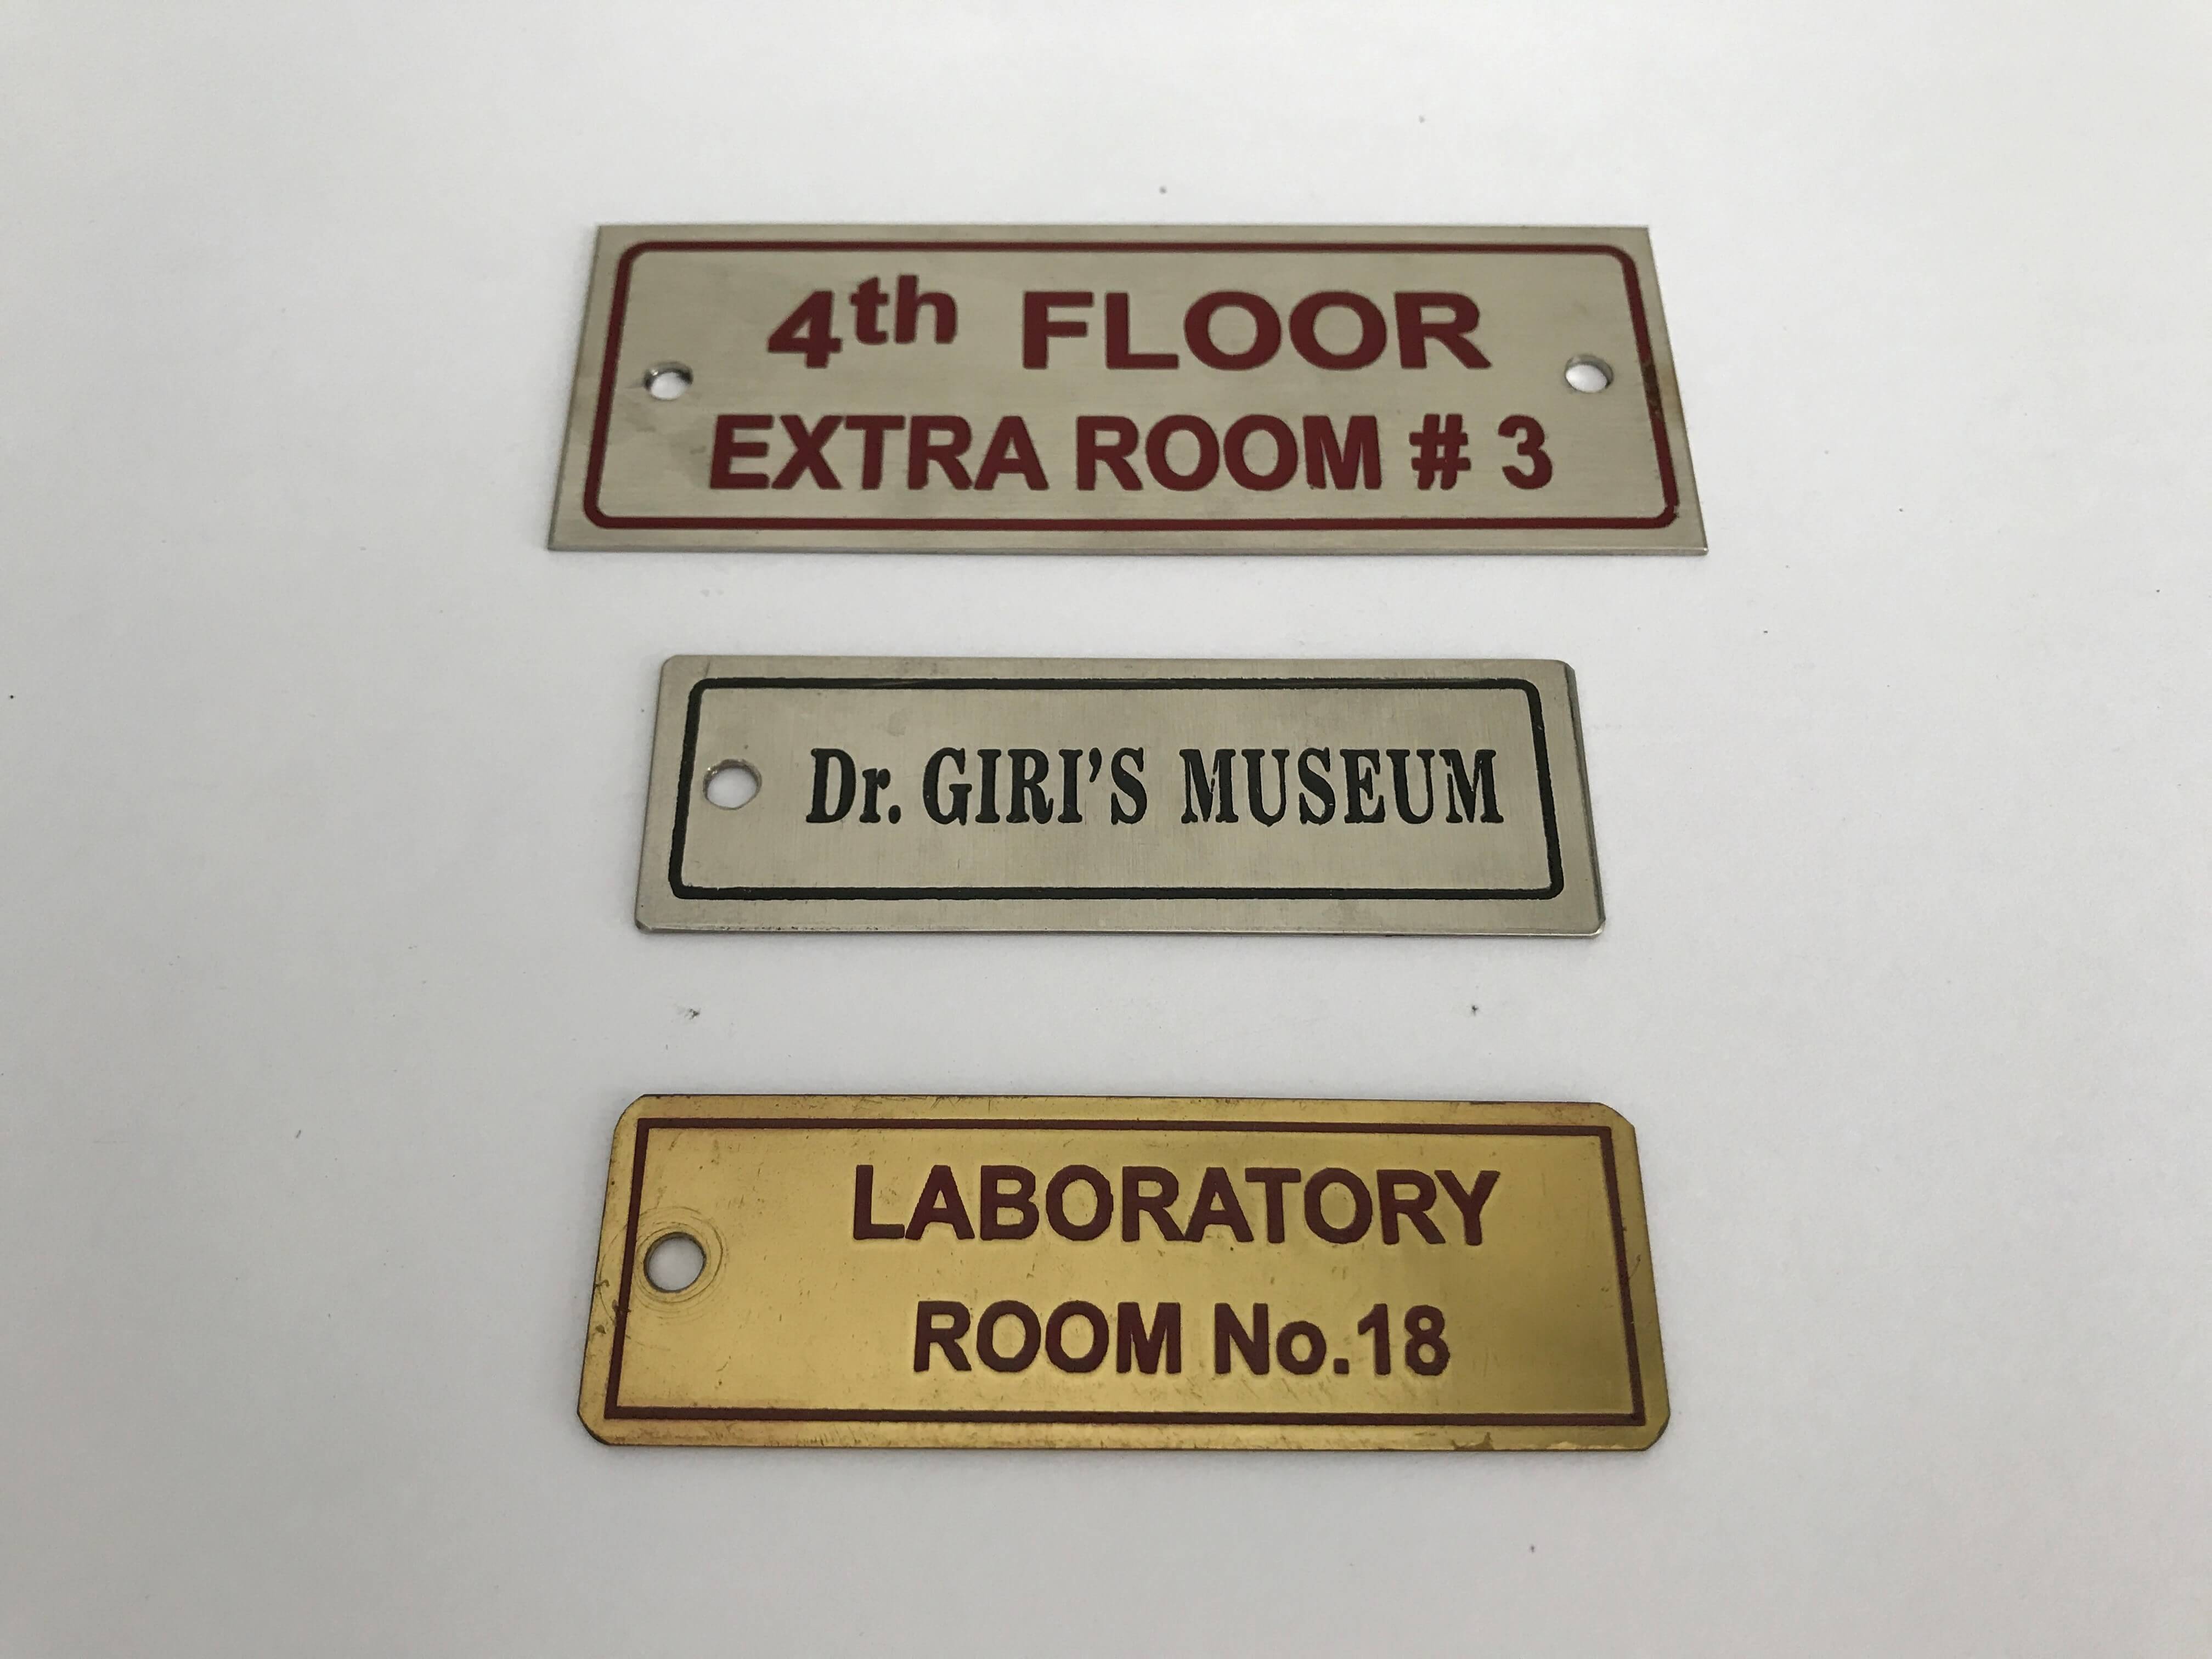 4th FLOOR
EXTRA ROOM # 3
Dr. GIRI'S MUSEUM
LABORATORY
ROOM No.18